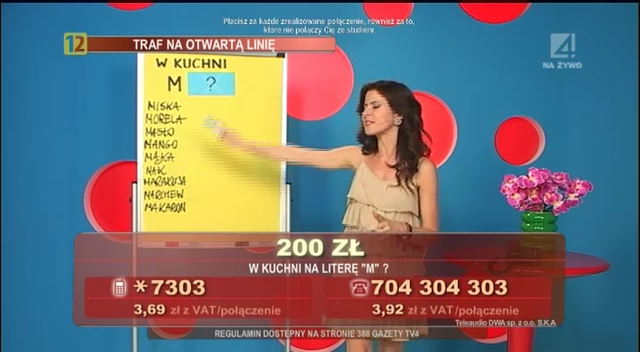 Płacisz za każde zrealizowane połączenie, również za to,
które nie połączy Cię ze studiem.
12
TRAF NA OTWARTĄ LINIĘ
4
NA ŻYWO
W KUCHNI
M ?
MISKA
MORELA
MASŁO
MANGO
MĄKA
MARAKUJA
MAKARON
200 ZŁ
W KUCHNI NA LITERĘ "M" ?
*7303
704 304 303
3,69 zł z VAT/połączenie
3,92 zł z VAT/połączenie
Teleaudio DWA sp. z o.o. S.K.A
REGULAMIN DOSTĘPNY NA STRONIE 388 GAZETY TV4